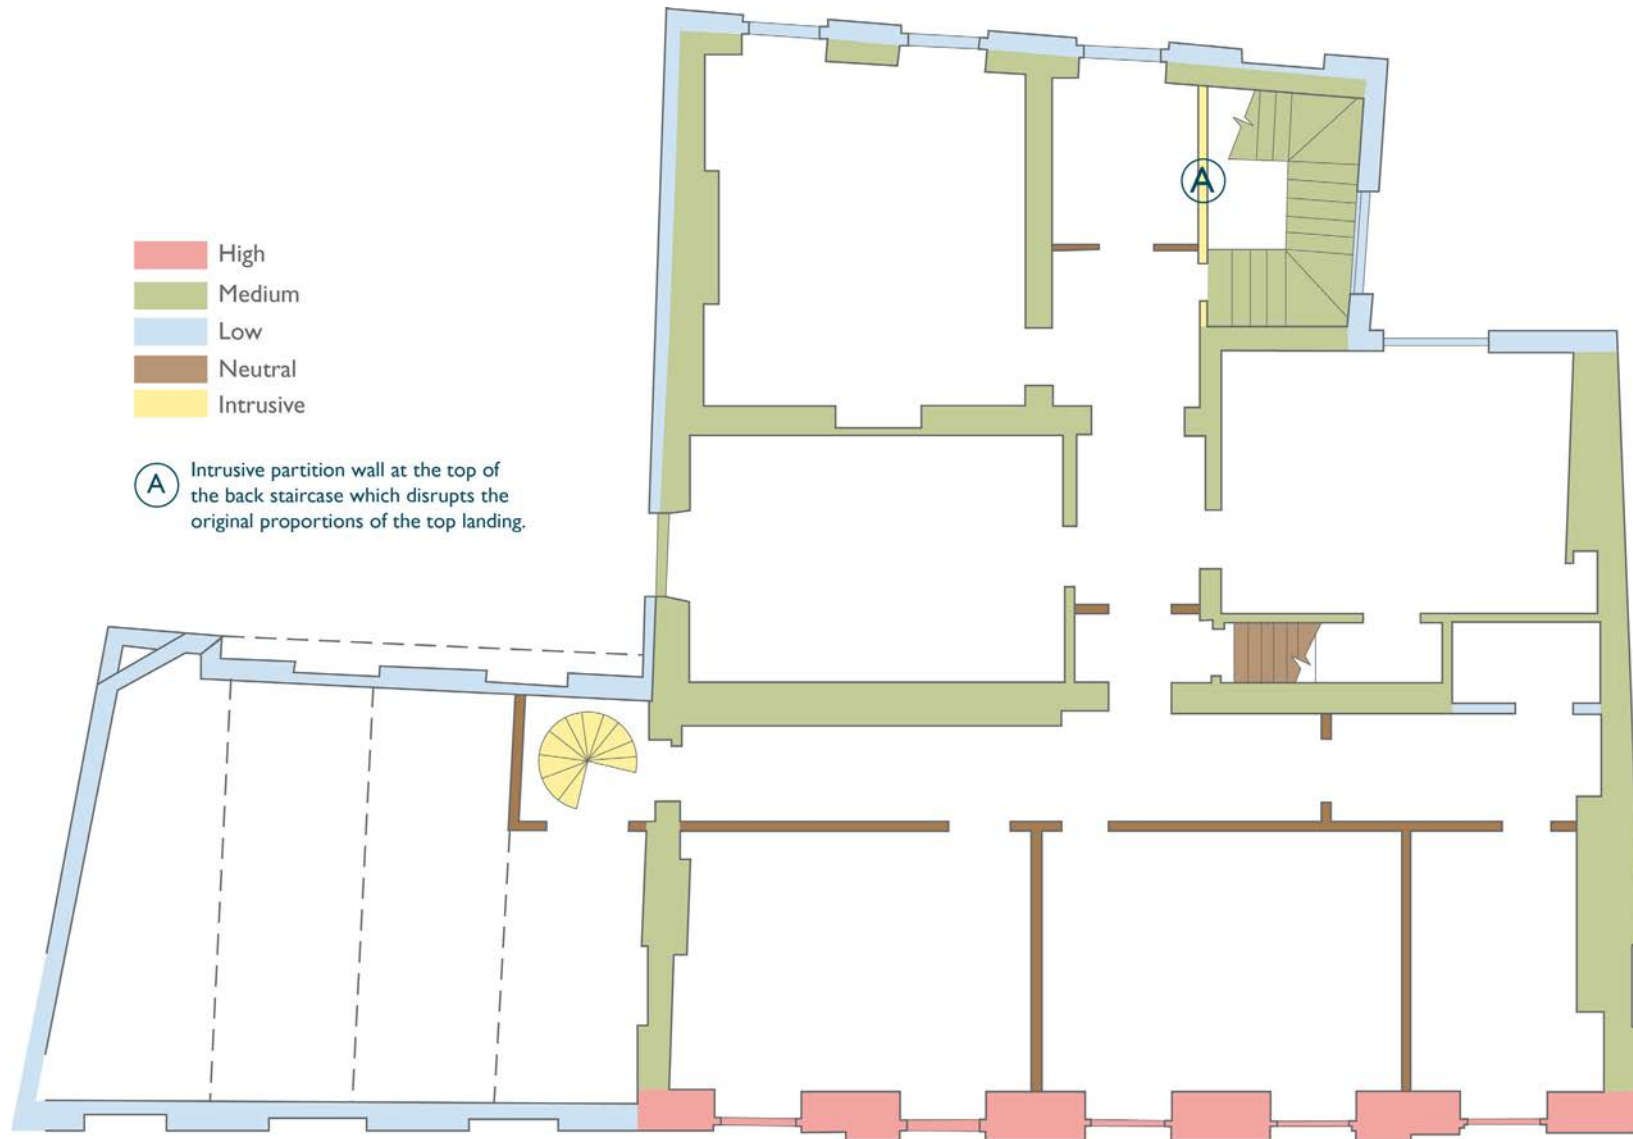 A
High
Medium
Low
Neutral
Intrusive
A
Intrusive partition wall at the top of
the back staircase which disrupts the
original proportions of the top landing.